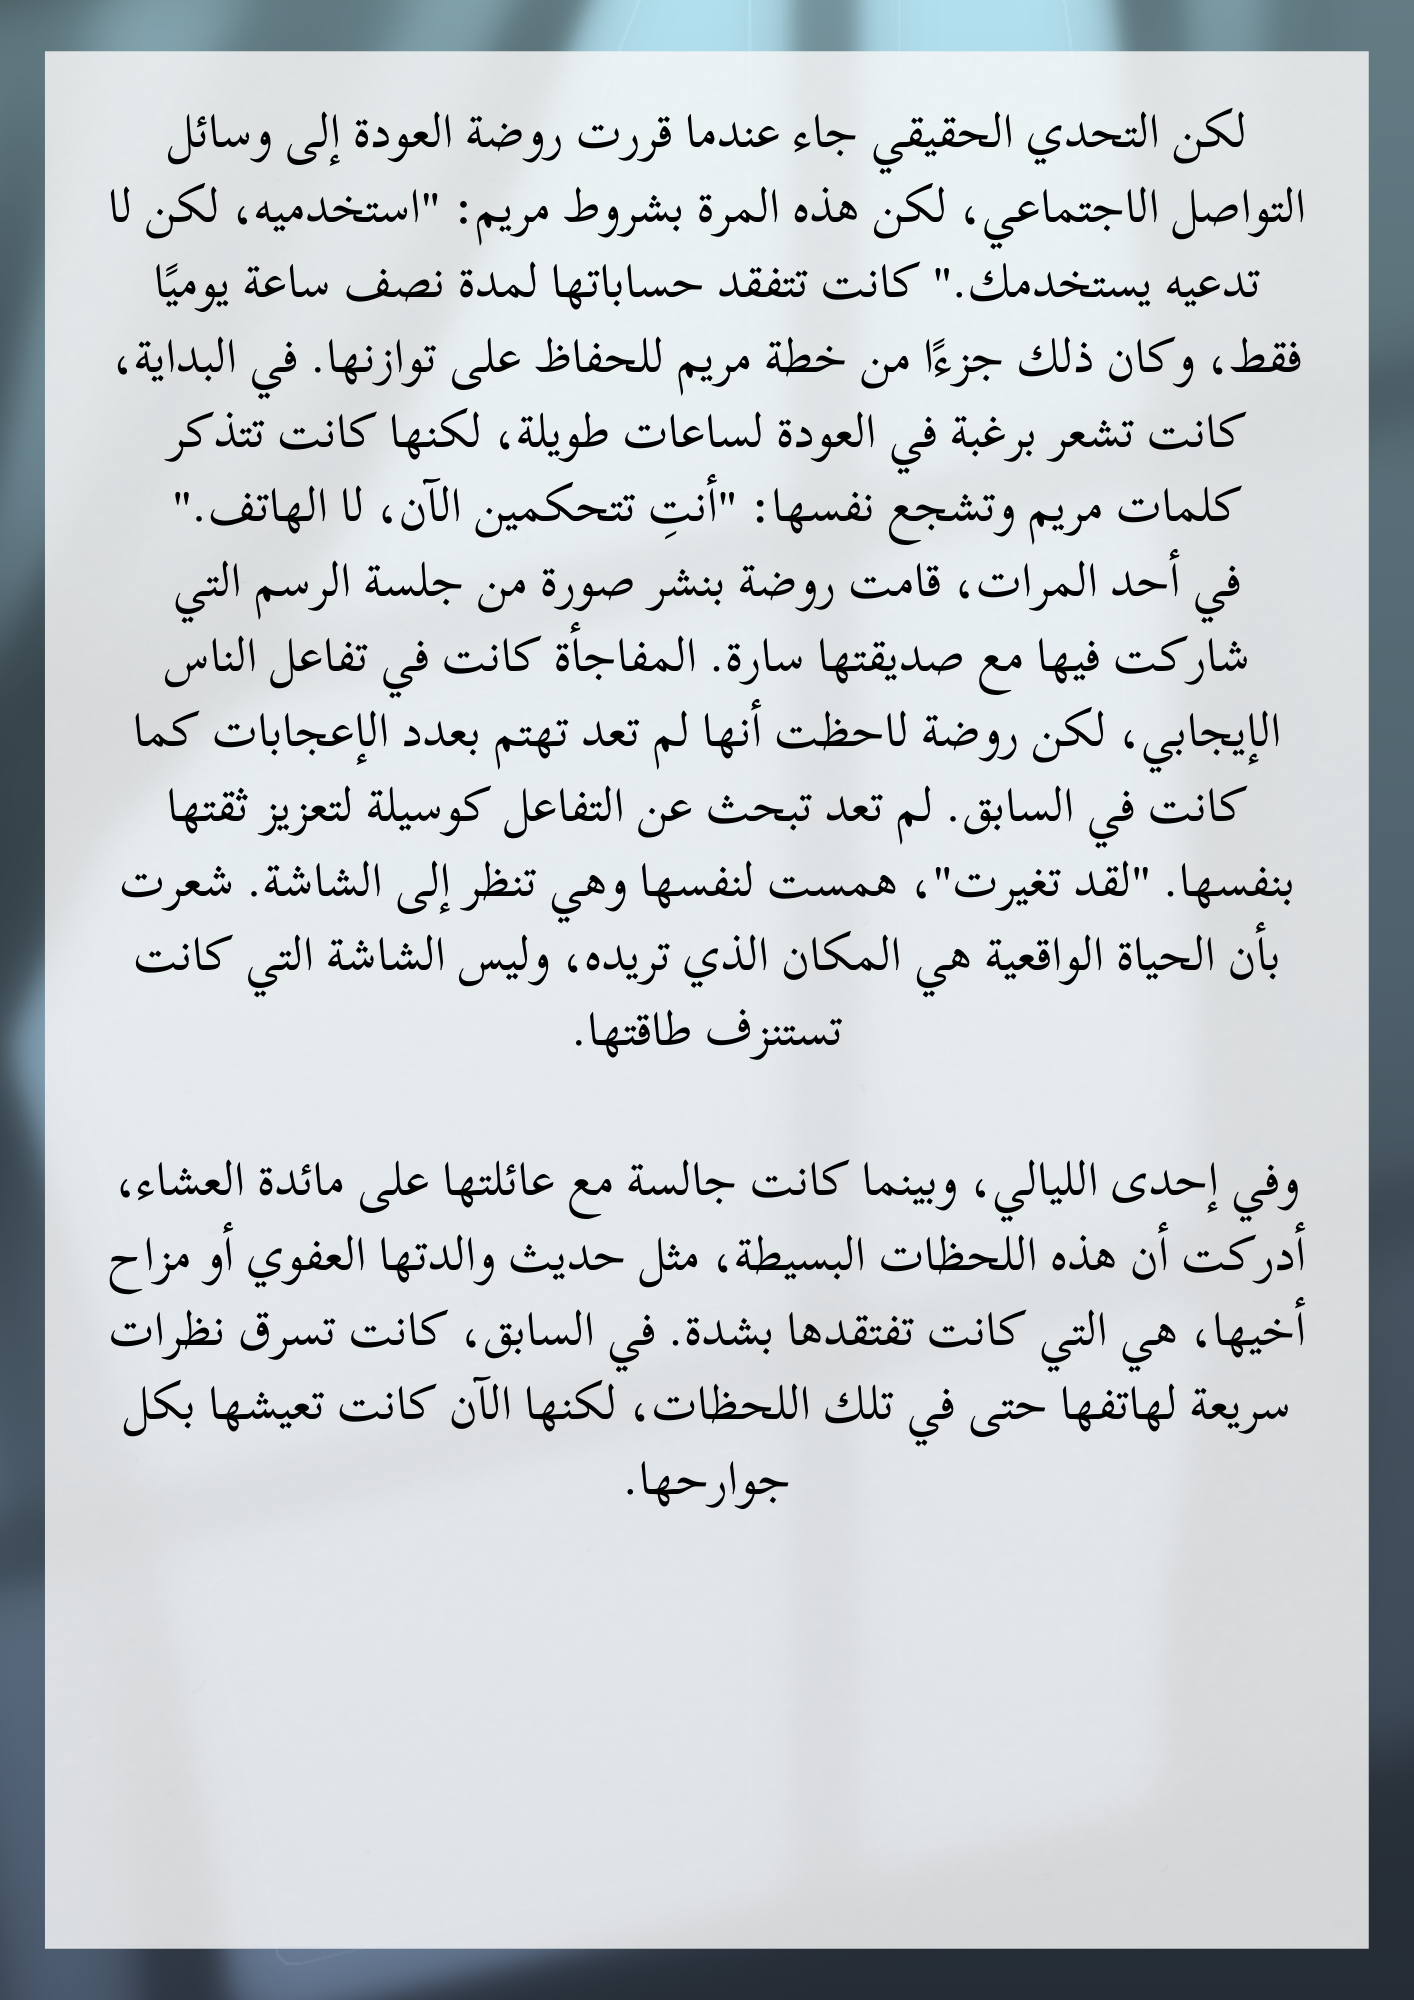 لكن التحدي الحقيقي جاء عندما قررت روضة العودة إلى وسائل
التواصل الاجتماعي، لكن هذه المرة بشروط مريم: "استخدميه، لكن لا
تدعيه يستخدمك." كانت تتفقد حساباتها لمدة نصف ساعة يوميًا
فقط، وكان ذلك جزءًا من خطة مريم للحفاظ على توازنها. في البداية،
كانت تشعر برغبة في العودة لساعات طويلة، لكنها كانت تتذكر
كلمات مريم وتشجع نفسها: "أنتِ تتحكمين الآن، لا الهاتف."
في أحد المرات، قامت روضة بنشر صورة من جلسة الرسم التي
شاركت فيها مع صديقتها سارة. المفاجأة كانت في تفاعل الناس
الإيجابي، لكن روضة لاحظت أنها لم تعد تهتم بعدد الإعجابات كما
كانت في السابق. لم تعد تبحث عن التفاعل كوسيلة لتعزيز ثقتها
بنفسها. "لقد تغيرت"، همست لنفسها وهي تنظر إلى الشاشة. شعرت
بأن الحياة الواقعية هي المكان الذي تريده، وليس الشاشة التي كانت
تستنزف طاقتها.
وفي إحدى الليالي، وبينما كانت جالسة مع عائلتها على مائدة العشاء،
أدركت أن هذه اللحظات البسيطة، مثل حديث والدتها العفوي أو مزاح
أخيها، هي التي كانت تفتقدها بشدة. في السابق، كانت تسرق نظرات
سريعة لهاتفها حتى في تلك اللحظات، لكنها الآن كانت تعيشها بكل
جوارحها.